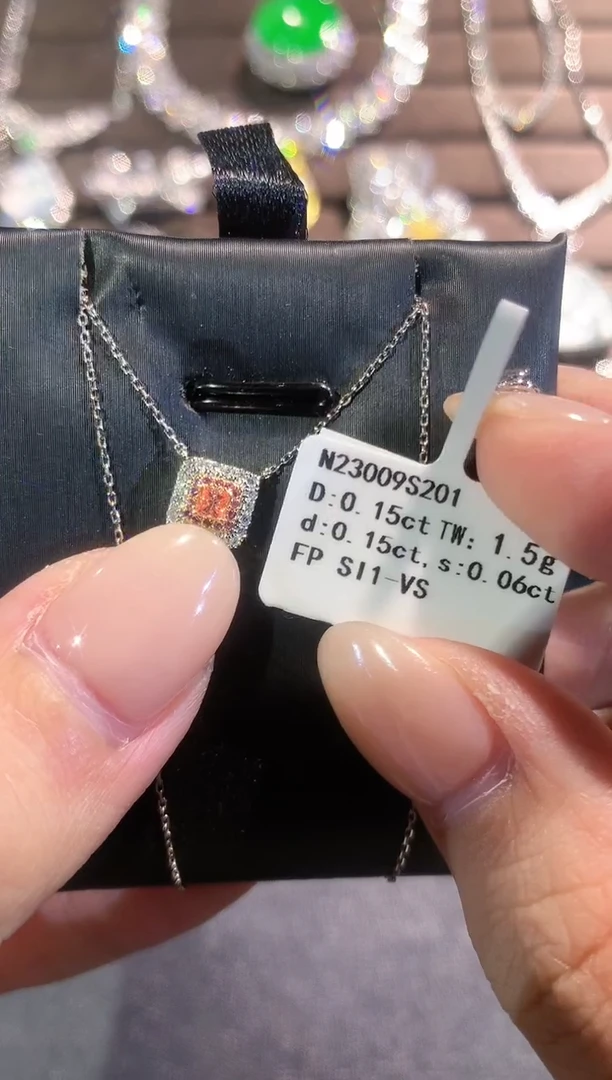 N23009S201
D:0.15ct TW: 1.5g
d:0.15ct, s:0.06ct
FP SI1-VS